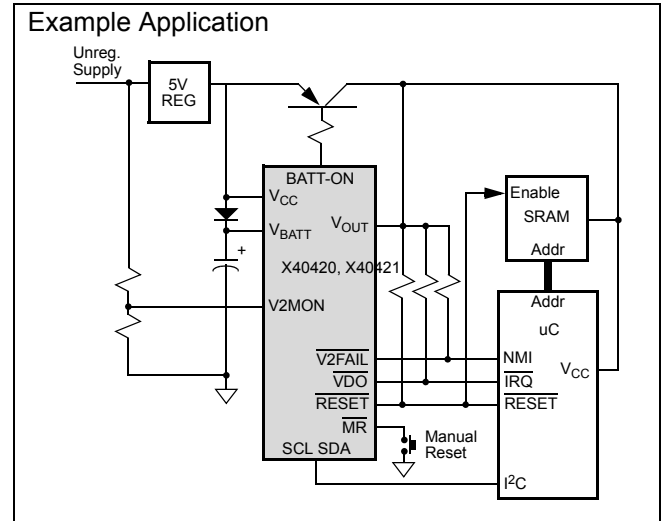 Example Application
Unreg.
Supply
5V
REG
BATT-ON
VCC
VBATT
+
VOUT
X40420, X40421
V2MON
V2FAIL
VDO
RESET
MR
SCL SDA
Manual
Reset
Enable
SRAM
Addr
Addr
uC
NMI
VCC
IRQ
RESET
I²C